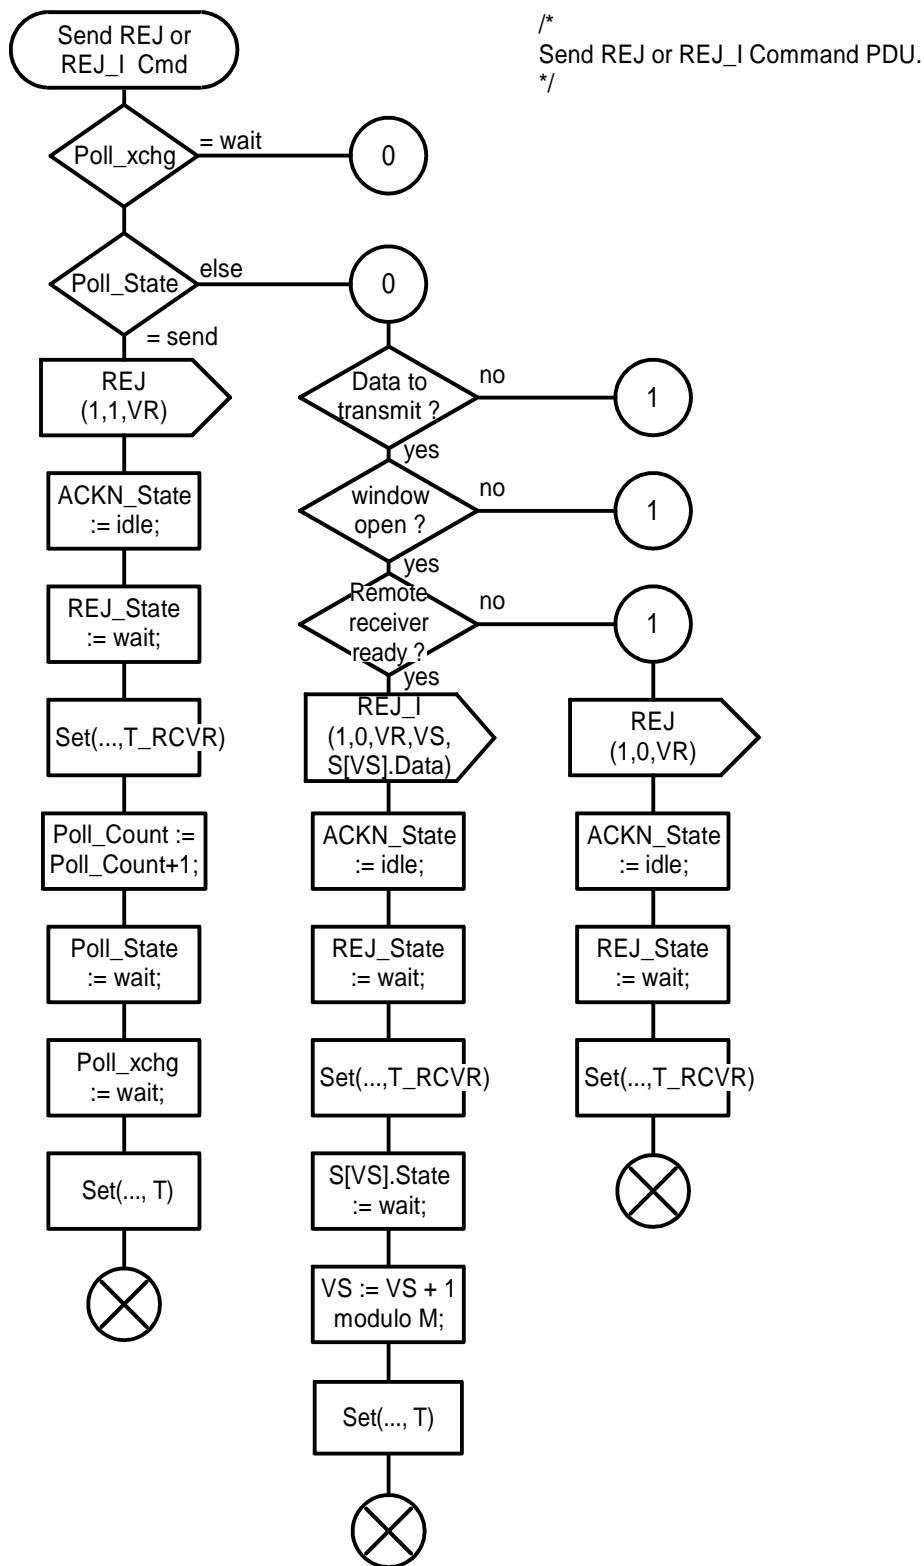 Send REJ or
REJ_I Cmd
/*
Send REJ or REJ_I Command PDU.
*/
Poll_xchg
= wait
0
Poll_State
else
0
= send
REJ
(1,1,VR)
ACKN_State
:= idle;
REJ_State
:= wait;
Set(...,T_RCVR)
Poll_Count :=
Poll_Count+1;
Poll_State
:= wait;
Poll_xchg
:= wait;
Set(..., T)
Data to
transmit ?
no
1
yes
window
open ?
no
1
yes
Remote
receiver
ready ?
no
1
yes
REJ_I
(1,0,VR,VS,
S[VS].Data)
ACKN_State
:= idle;
REJ_State
:= wait;
Set(...,T_RCVR)
S[VS].State
:= wait;
VS := VS + 1
modulo M;
Set(..., T)
REJ
(1,0,VR)
ACKN_State
:= idle;
REJ_State
:= wait;
Set(...,T_RCVR)